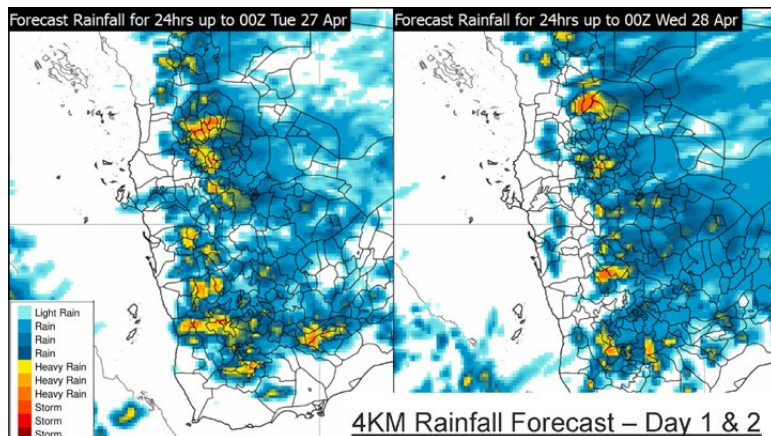 Forecast Rainfall for 24hrs up to 00Z Tue 27 Apr
Forecast Rainfall for 24hrs up to 00Z Wed 28 Apr
Light Rain
Rain
Rain
Rain
Heavy Rain
Heavy Rain
Heavy Rain
Storm
Storm
Storm
4KM Rainfall Forecast – Day 1 & 2